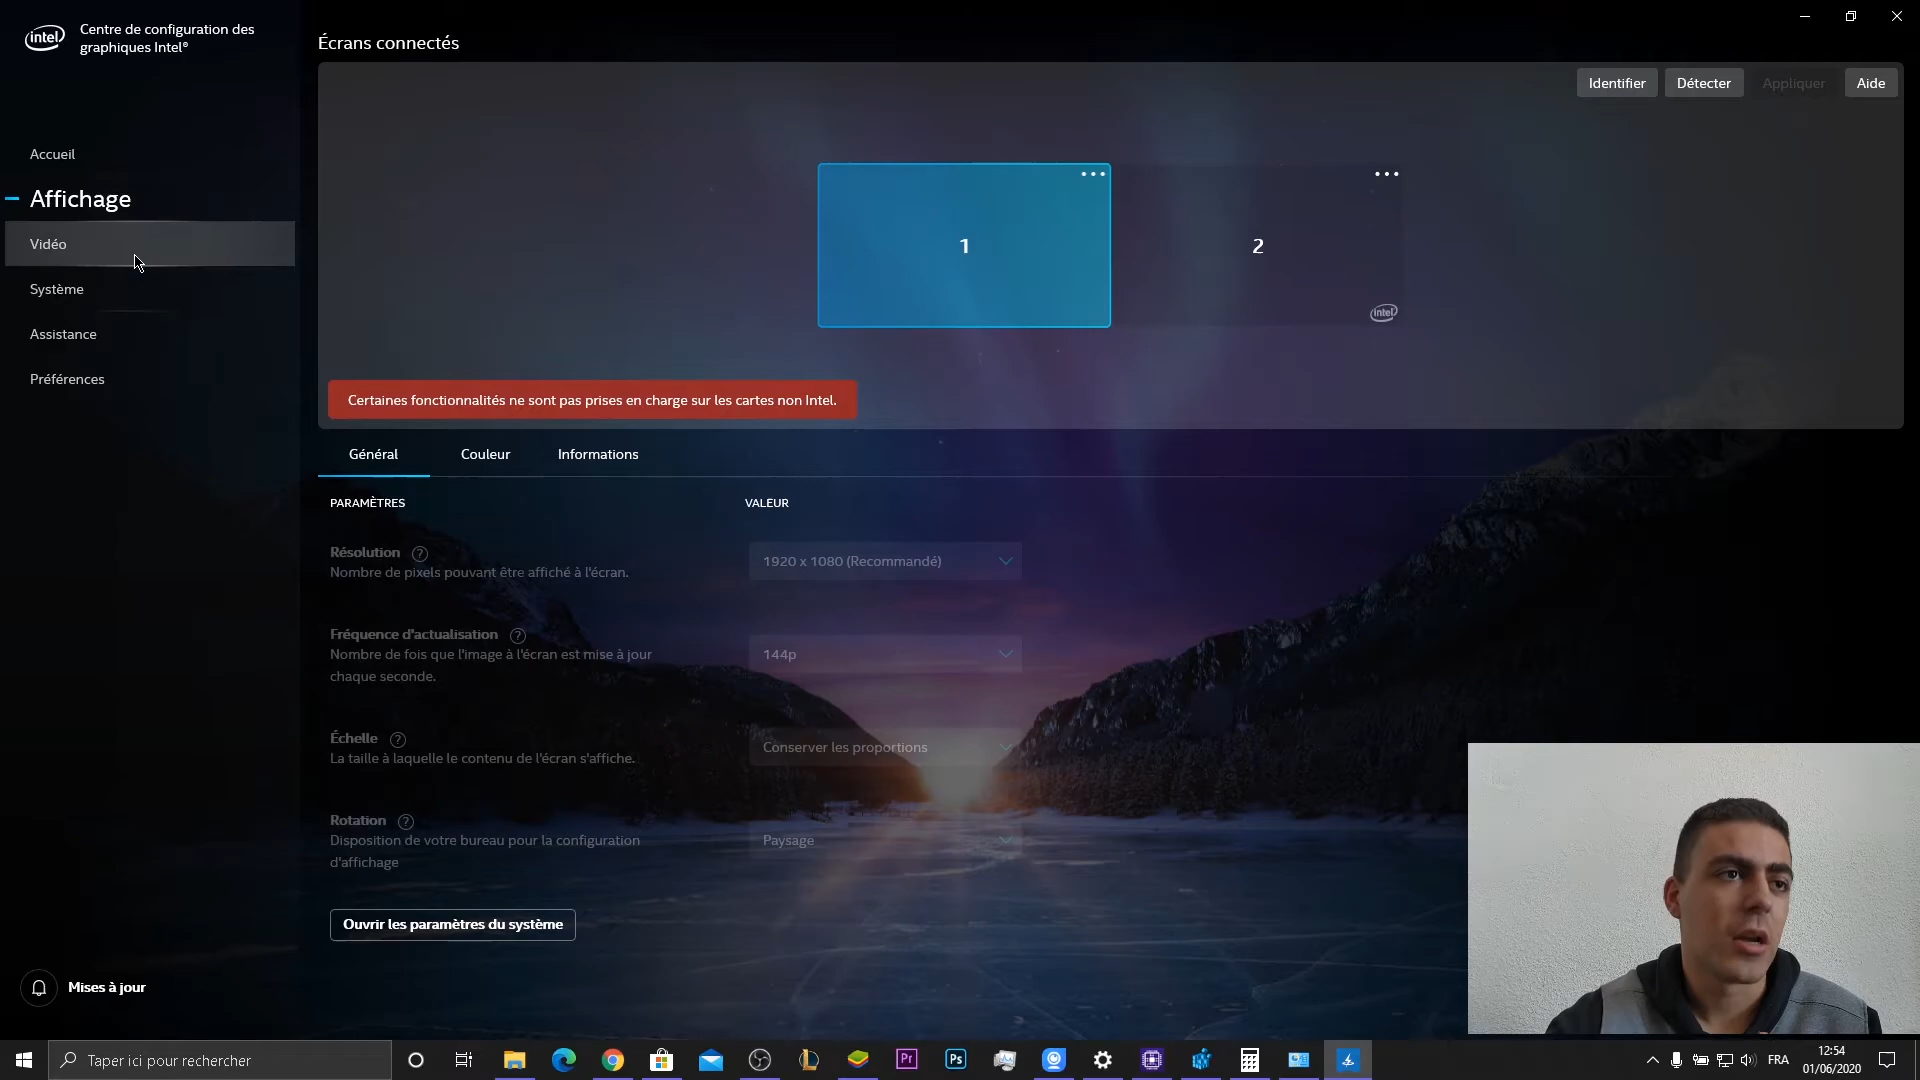 intel
Centre de configuration des
graphiques Intel®
Écrans connectés
Identifier
Détecter
Appliquer
Aide
Accueil
Affichage
Vidéo
Système
Assistance
Préférences
1
2
intel
Certaines fonctionnalités ne sont pas prises en charge sur les cartes non Intel.
Général
Couleur
Informations
PARAMÈTRES
VALEUR
Résolution ?
Nombre de pixels pouvant être affiché à l'écran.
1920 x 1080 (Recommandé)
Fréquence d'actualisation ?
Nombre de fois que l'image à l'écran est mise à jour
chaque seconde.
144p
Échelle ?
La taille à laquelle le contenu de l'écran s'affiche.
Conserver les proportions
Rotation ?
Disposition de votre bureau pour la configuration
d'affichage
Paysage
Ouvrir les paramètres du système
Mises à jour
Taper ici pour rechercher
Pr
Ps
FRA
12:54
01/06/2020